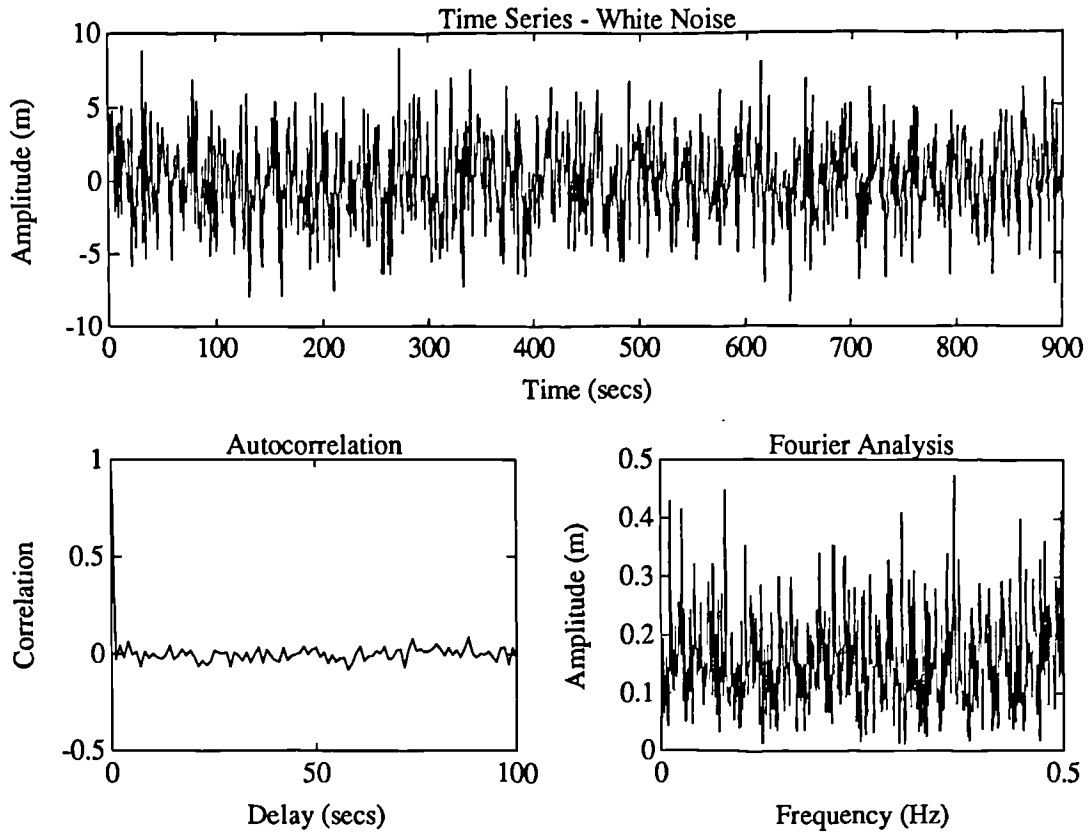 Time Series - White Noise
Amplitude (m)
10
5
0
-5
-10
0 100 200 300 400 500 600 700 800 900
Time (secs)
Autocorrelation
Correlation
1
0.5
0
-0.5
0 50 100
Delay (secs)
Fourier Analysis
Amplitude (m)
0.5
0.4
0.3
0.2
0.1
0
0 0.5
Frequency (Hz)